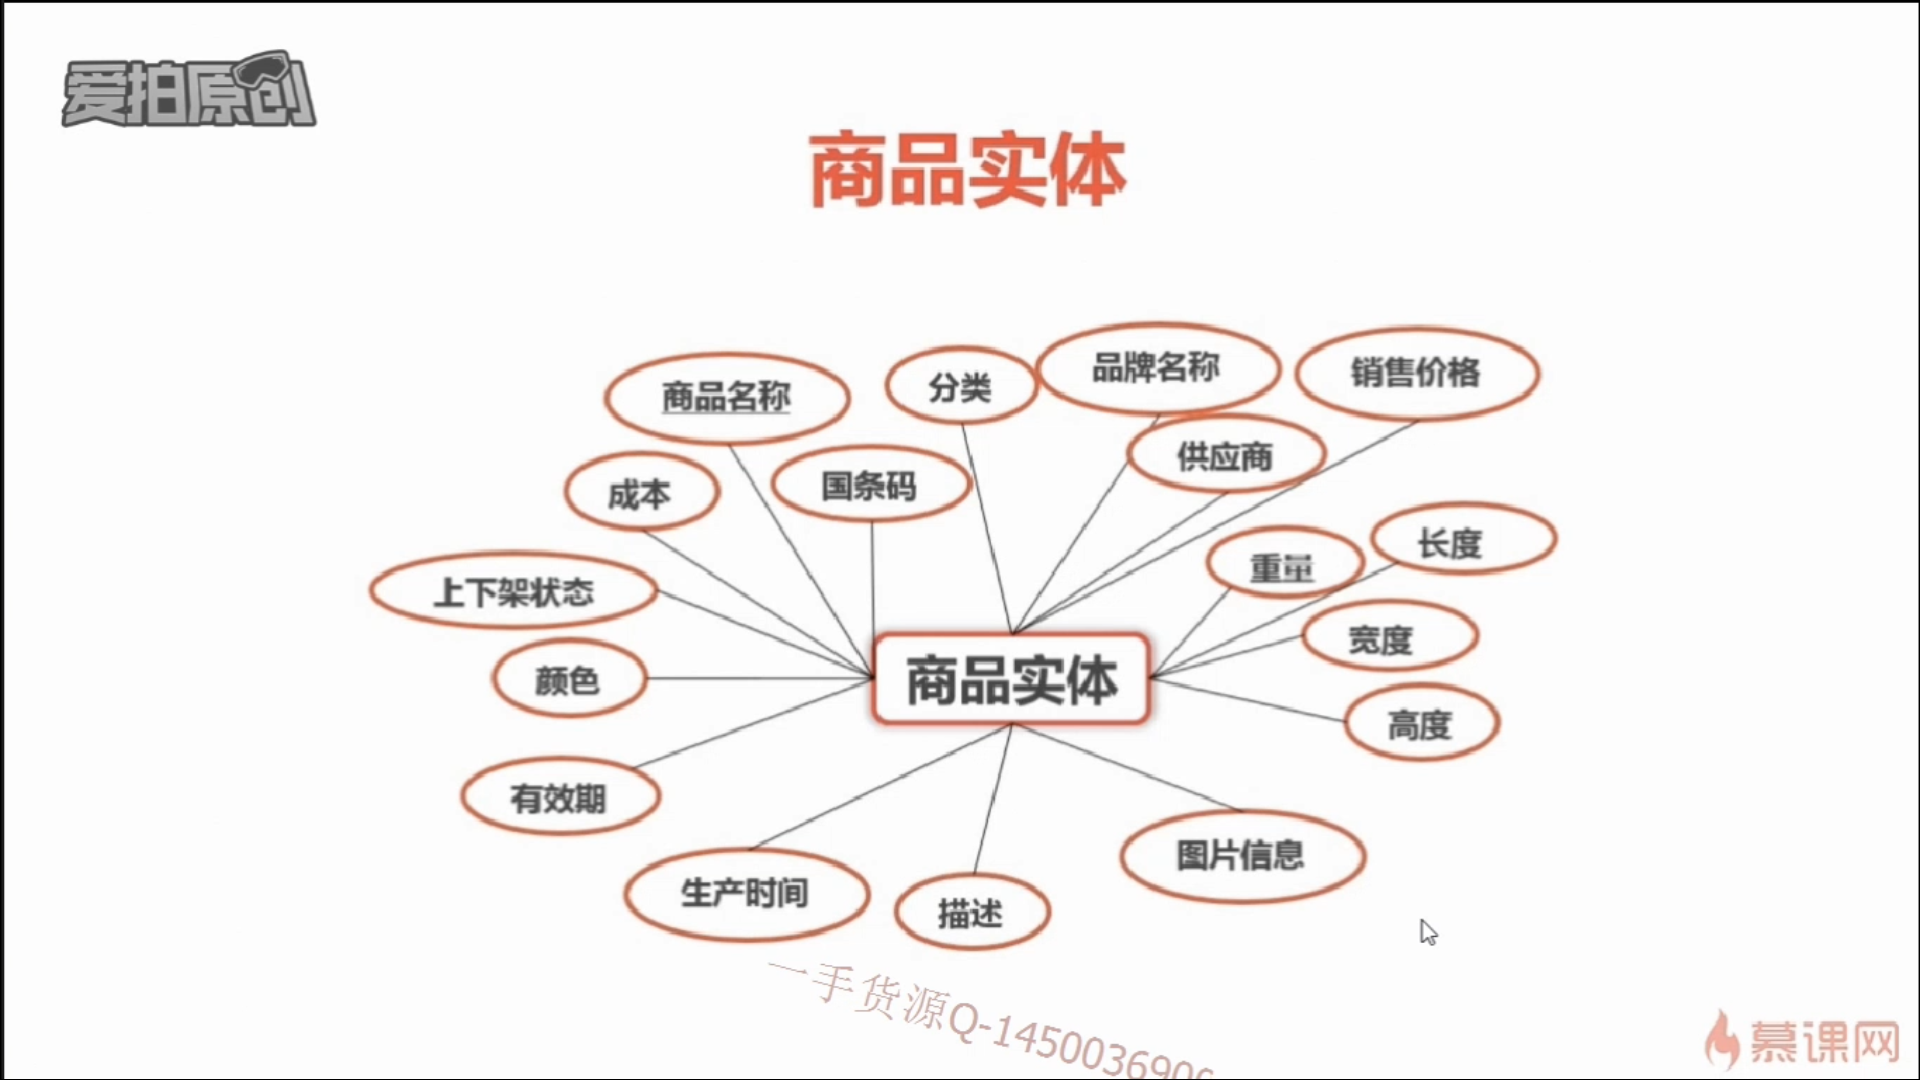 爱拍原创
商品实体
商品名称
分类
品牌名称
销售价格
成本
国条码
供应商
上下架状态
重量
长度
颜色
商品实体
宽度
高度
有效期
生产时间
描述
图片信息
一手货源Q-145003690
慕课网